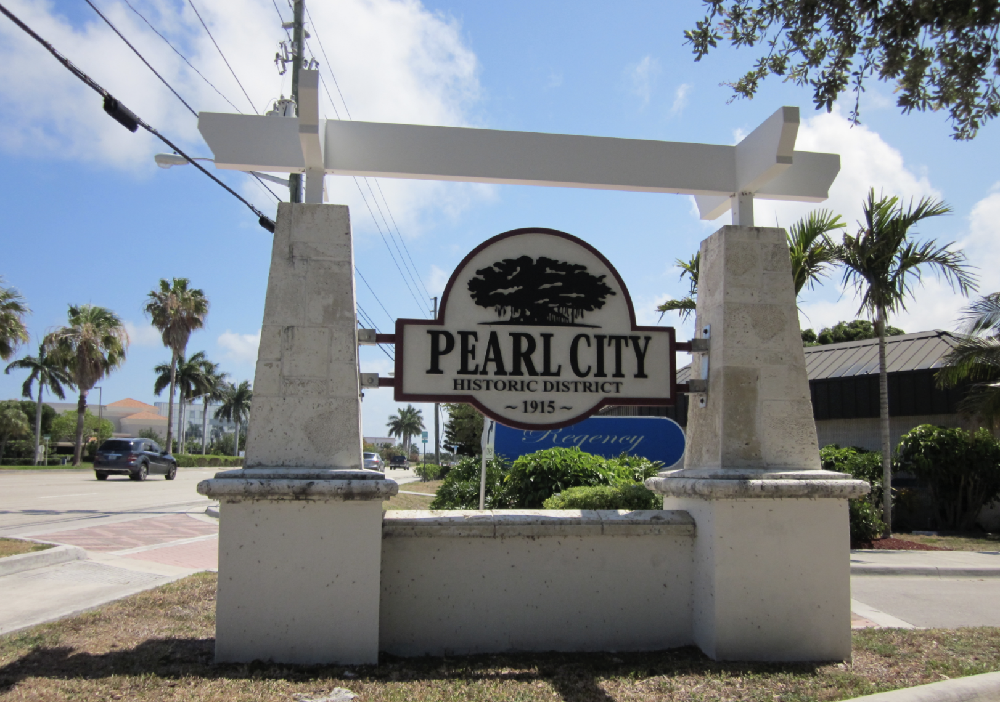 PEARL CITY
HISTORIC DISTRICT
~ 1915 ~
Regency